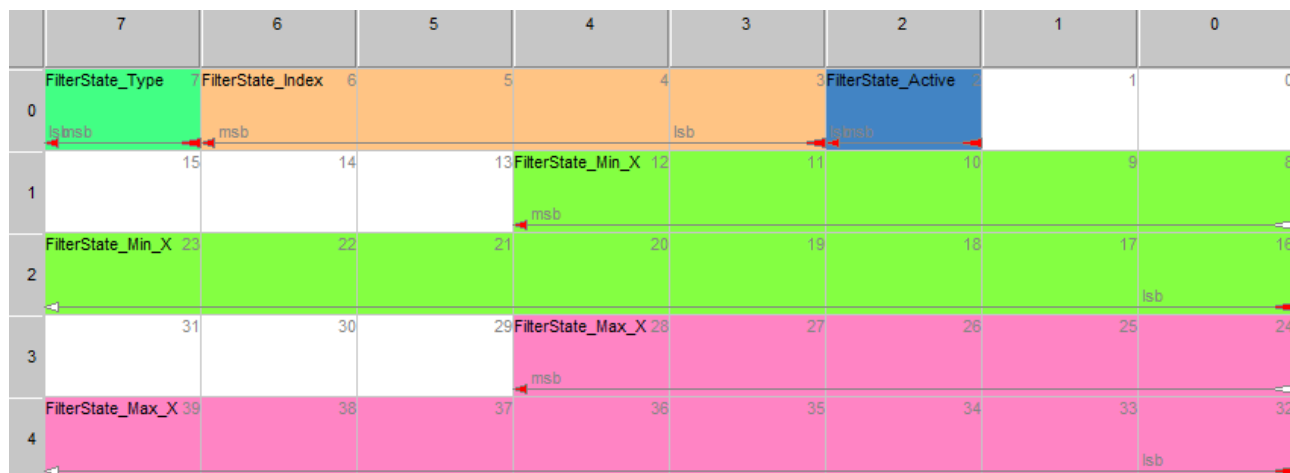 7 6 5 4 3 2 1 0
0 FilterState_Type 7 FilterState_Index 6 5 4 3 FilterState_Active 2 1 0
lsb msb msb lsb lsb msb
1 15 14 13 FilterState_Min_X 12 11 10 9 8
msb
2 FilterState_Min_X 23 22 21 20 19 18 17 16
lsb
3 31 30 29 FilterState_Max_X 28 27 26 25 24
msb
4 FilterState_Max_X 39 38 37 36 35 34 33 32
lsb